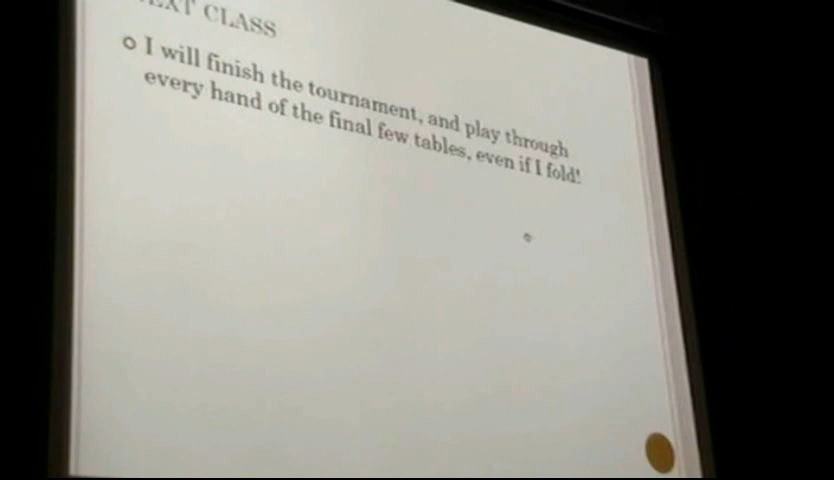 CLASS
o I will finish the tournament, and play through
every hand of the final few tables, even if I fold!